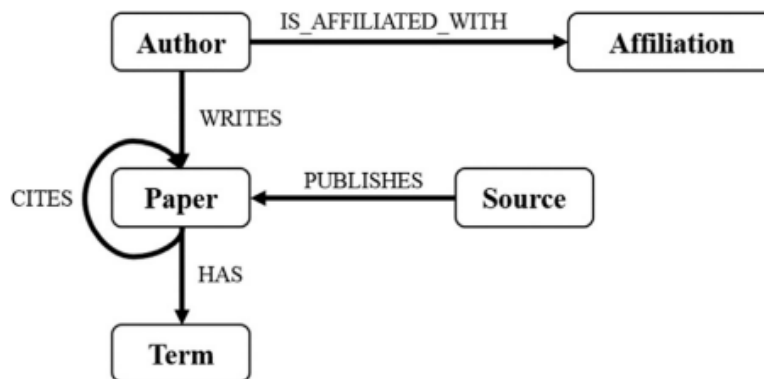 IS_AFFILIATED_WITH
Author
Affiliation
WRITES
CITES
Paper
PUBLISHES
Source
HAS
Term